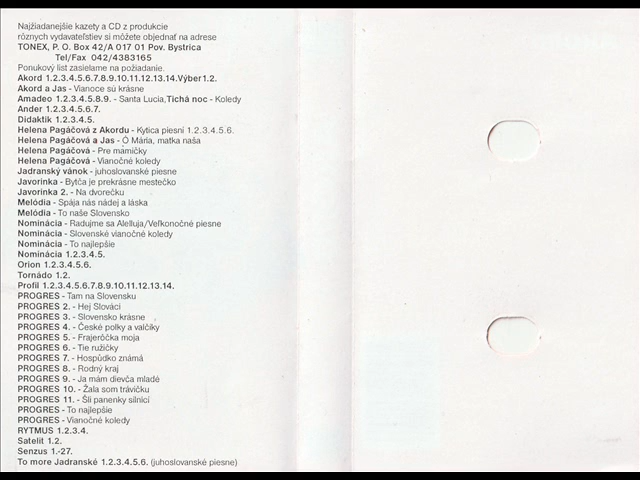 Najžiadanejšie kazety a CD z produkcie
rôznych vydavateľstiev si môžete objednať na adrese
TONEX, P. O. Box 42/A 017 01 Pov. Bystrica
Tel/Fax 042/4383165
Ponukový list zasielame na požiadanie.
Akord 1.2.3.4.5.6.7.8.9.10.11.12.13.14.Výber1.2.
Akord a Jas - Vianoce sú krásne
Amadeo 1.2.3.4.5.8.9. - Santa Lucia,Tichá noc - Koledy
Ander 1.2.3.4.5.6.7.
Didaktik 1.2.3.4.5.
Helena Pagáčová z Akordu - Kytica piesní 1.2.3.4.5.6.
Helena Pagáčová a Jas - Ó Mária, matka naša
Helena Pagáčová - Pre mamičky
Helena Pagáčová - Vianočné koledy
Jadranský vánok - juhoslovanské piesne
Javorinka - Bytča je prekrásne mestečko
Javorinka 2. - Na dvorečku
Melódia - Spája nás nádej a láska
Melódia - To naše Slovensko
Nominácia - Radujme sa Alelluja/Veľkonočné piesne
Nominácia - Slovenské vianočné koledy
Nominácia - To najlepšie
Nominácia 1.2.3.4.5.
Orion 1.2.3.4.5.6.
Tornádo 1.2.
Profil 1.2.3.4.5.6.7.8.9.10.11.12.13.14.
PROGRES - Tam na Slovensku
PROGRES 2. - Hej Slováci
PROGRES 3. - Slovensko krásne
PROGRES 4. - České polky a valčíky
PROGRES 5. - Frajeročka moja
PROGRES 6. - Tie ružičky
PROGRES 7. - Hospůdko známá
PROGRES 8. - Rodný kraj
PROGRES 9. - Ja mám dievča mladé
PROGRES 10. - Žala som trávičku
PROGRES 11. - Šli panenky silnicí
PROGRES - To najlepšie
PROGRES - Vianočné koledy
RYTMUS 1.2.3.4.
Satelit 1.2.
Senzus 1.-27.
To more Jadranské 1.2.3.4.5.6. (juhoslovanské piesne)